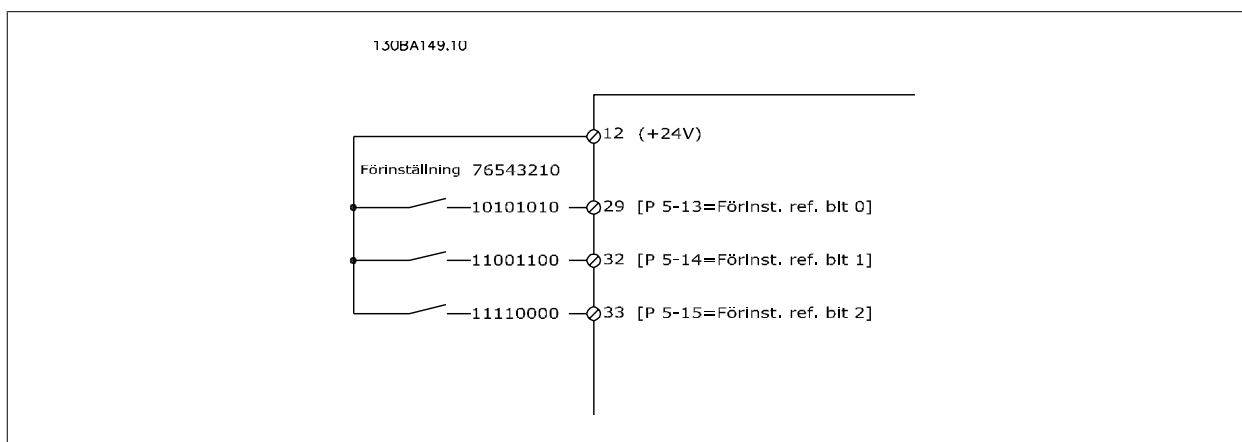 130BA149.10
12 (+24V)
Förinställning 76543210
10101010 29 [P 5-13=Förinst. ref. bit 0]
11001100 32 [P 5-14=Förinst. ref. bit 1]
11110000 33 [P 5-15=Förinst. ref. bit 2]